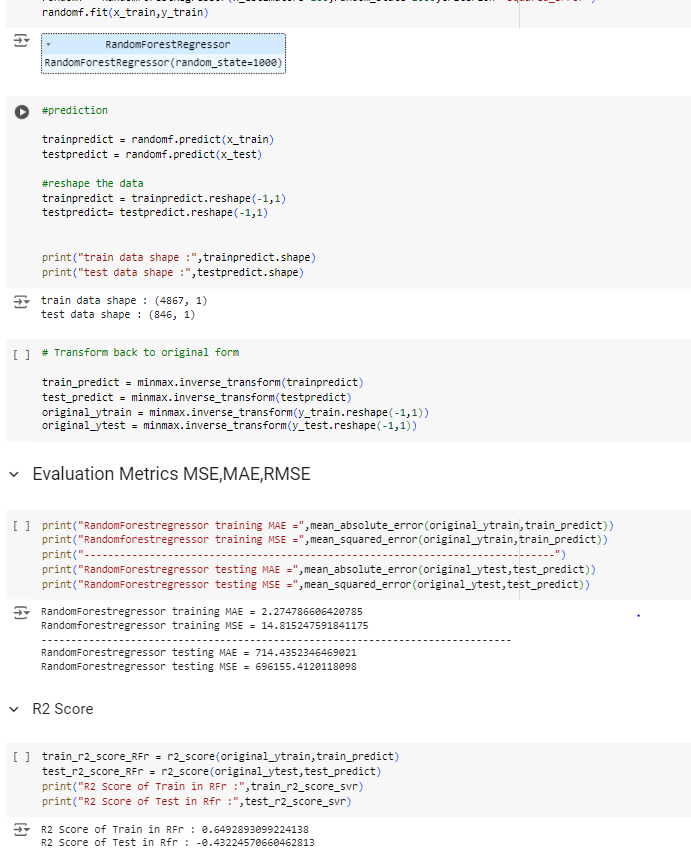 randomf.fit(x_train,y_train)
RandomForestRegressor
RandomForestRegressor(random_state=1000)
#prediction
trainpredict = randomf.predict(x_train)
testpredict = randomf.predict(x_test)
#reshape the data
trainpredict = trainpredict.reshape(-1,1)
testpredict= testpredict.reshape(-1,1)
print("train data shape :",trainpredict.shape)
print("test data shape :",testpredict.shape)
train data shape : (4867, 1)
test data shape : (846, 1)
[ ] # Transform back to original form
train_predict = minmax.inverse_transform(trainpredict)
test_predict = minmax.inverse_transform(testpredict)
original_ytrain = minmax.inverse_transform(y_train.reshape(-1,1))
original_ytest = minmax.inverse_transform(y_test.reshape(-1,1))
Evaluation Metrics MSE,MAE,RMSE
[ ] print("RandomForestregressor training MAE =",mean_absolute_error(original_ytrain,train_predict))
print("RandomForestregressor training MSE =",mean_squared_error(original_ytrain,train_predict))
print("------------------------------------------------------------------------")
print("RandomForestregressor testing MAE =",mean_absolute_error(original_ytest,test_predict))
print("RandomForestregressor testing MSE =",mean_squared_error(original_ytest,test_predict))
RandomForestregressor training MAE = 2.274786606420785
RandomForestregressor training MSE = 14.815247591841175
------------------------------------------------------------------------
RandomForestregressor testing MAE = 714.4352346469021
RandomForestregressor testing MSE = 696155.4120118098
R2 Score
[ ] train_r2_score_RFr = r2_score(original_ytrain,train_predict)
test_r2_score_RFr = r2_score(original_ytest,test_predict)
print("R2 Score of Train in RFr :",train_r2_score_svr)
print("R2 Score of Test in Rfr :",test_r2_score_svr)
R2 Score of Train in RFr : 0.6492893099224138
R2 Score of Test in Rfr : -0.43224570660462813